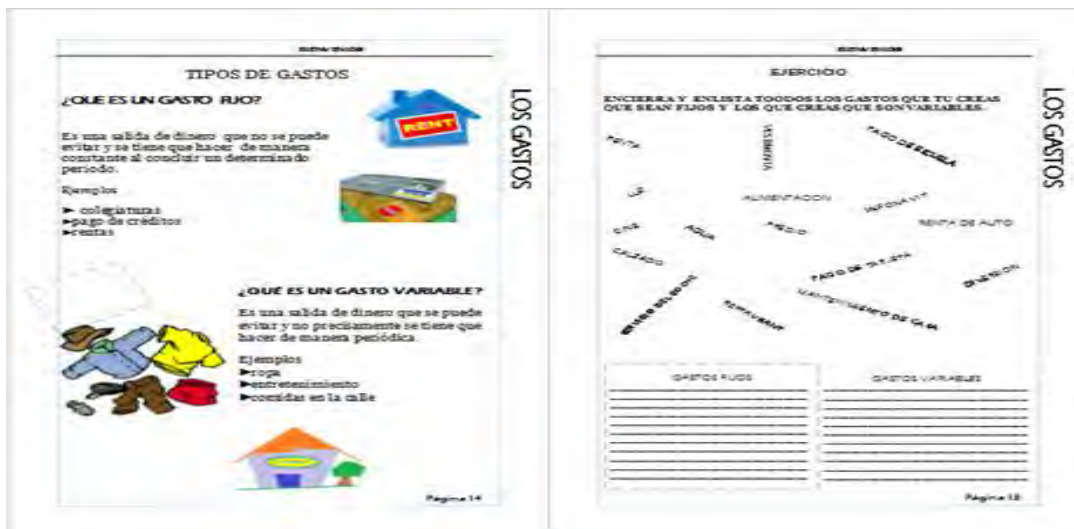 TIPOS DE GASTOS
¿QUE ES UN GASTO FIJO?
RENT
Es una salida de dinero que no se puede
evitar y se tiene que hacer de manera
constante al concluir un determinado
periodo.
Ejemplos
► colegiaturas
►pago de créditos
►rentas
LOS GASTOS
¿QUÉ ES UN GASTO VARIABLE?
Es una salida de dinero que se puede
evitar y no precisamente se tiene que
hacer de manera periódica.
Ejemplos
►ropa
►entretenimiento
►comidas en la calle
Página 14
EJERCICIO
ENCIERRA Y ENLISTA TOODOS LOS GASTOS QUE TU CREAS
QUE SEAN FIJOS Y LOS QUE CREAS QUE SON VARIABLES.
LOS GASTOS
RENTA
VESTIMENTA
PAGO DE ESCUELA
LUZ
ALIMENTACION
INFONAVIT
RENTA DE AUTO
CINE
AGUA
PREDIO
CALZADO
PAGO DE TARJETA
DIVERSION
RESTAURANT
MANTENIMIENTO DE CASA
GASTOS FIJOS
GASTOS VARIABLES
Página 15